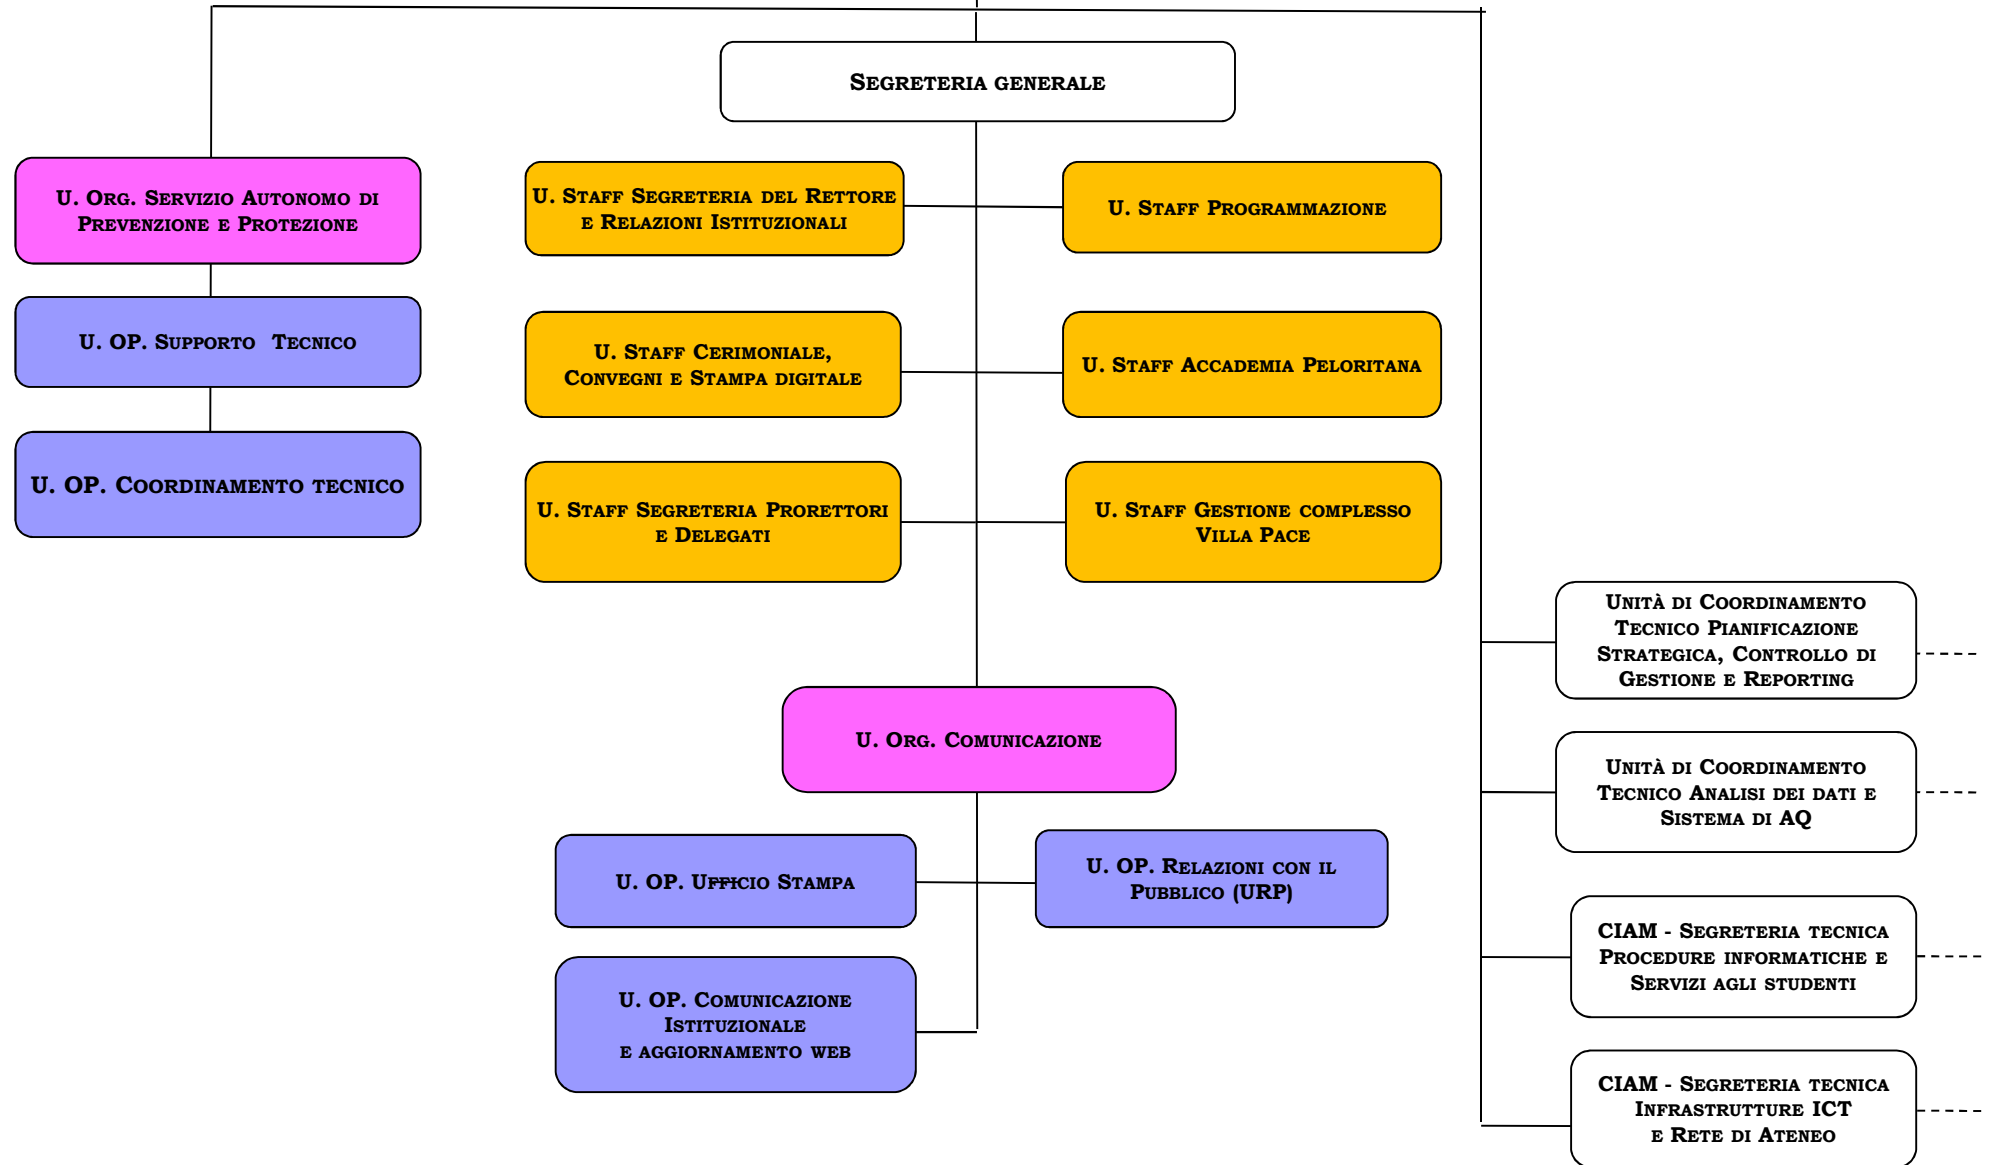 Segreteria generale
U. Org. Servizio Autonomo di
Prevenzione e Protezione
U. OP. Supporto Tecnico
U. OP. Coordinamento tecnico
U. Staff Segreteria del Rettore
e Relazioni Istituzionali
U. Staff Programmazione
U. Staff Cerimoniale,
Convegni e Stampa digitale
U. Staff Accademia Peloritana
U. Staff Segreteria Prorettori
e Delegati
U. Staff Gestione complesso
Villa Pace
U. Org. Comunicazione
U. OP. Ufficio Stampa
U. OP. Relazioni con il
Pubblico (URP)
U. OP. Comunicazione
Istituzionale
e aggiornamento web
Unità di Coordinamento
Tecnico Pianificazione
Strategica, Controllo di
Gestione e Reporting
Unità di Coordinamento
Tecnico Analisi dei dati e
Sistema di AQ
CIAM - Segreteria tecnica
Procedure informatiche e
Servizi agli studenti
CIAM - Segreteria tecnica
Infrastrutture ICT
e Rete di Ateneo